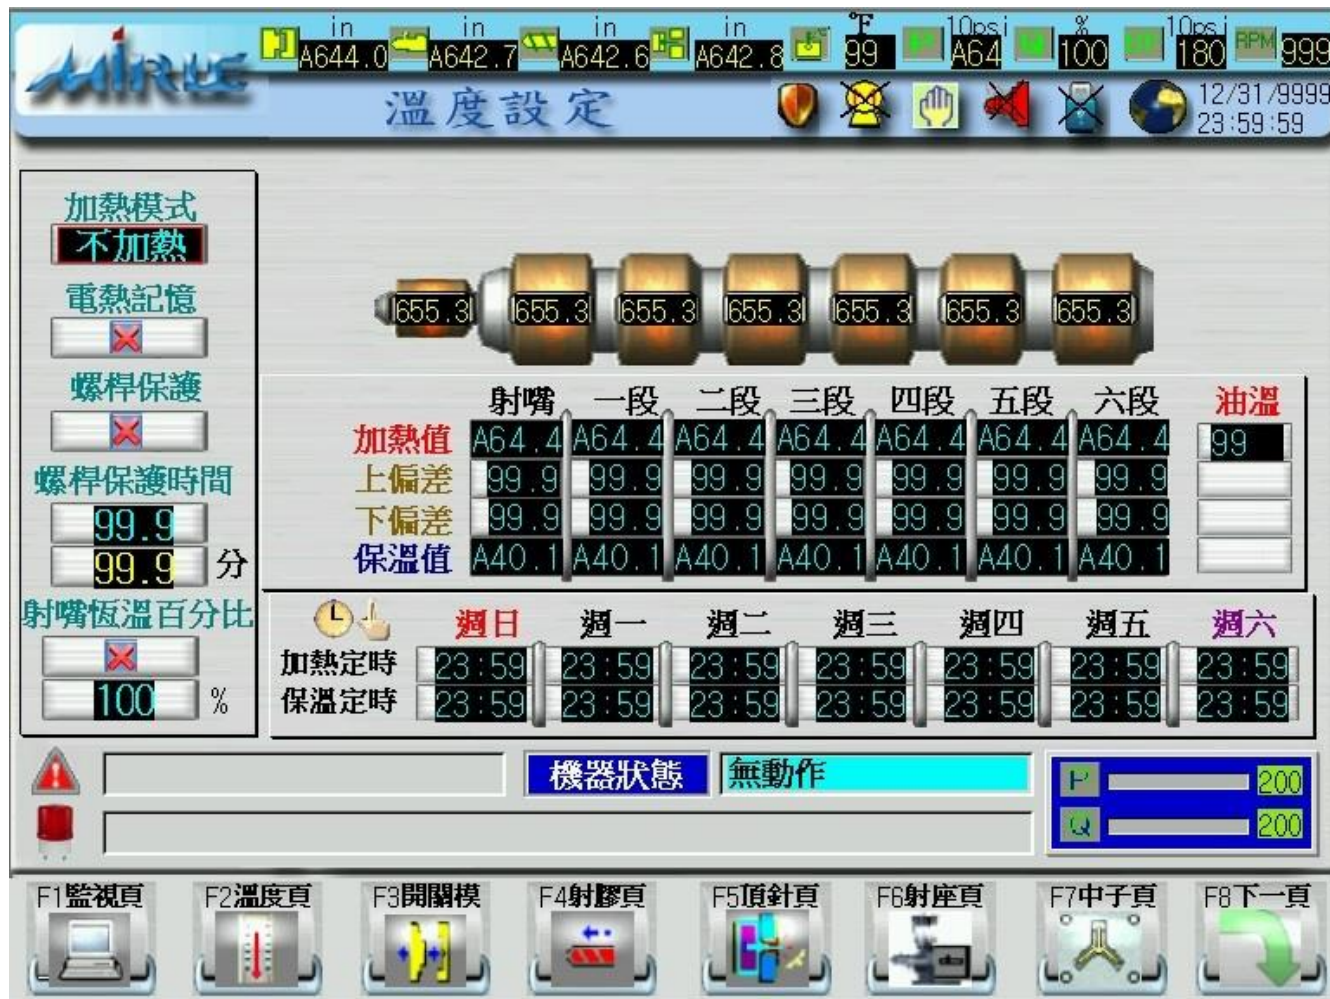 MIRLE
in in in in °F 10psi % 10psi
A644.0 A642.7 A642.6 A642.8 99 A64 100 180 RPM 999
溫度設定
12/31/9999
23:59:59
加熱模式
不加熱
電熱記憶
螺桿保護
螺桿保護時間
99.9
99.9 分
射嘴恆溫百分比
100 %
655.3 655.3 655.3 655.3 655.3 655.3 655.3
射嘴 一段 二段 三段 四段 五段 六段 油溫
加熱值 A64.4 A64.4 A64.4 A64.4 A64.4 A64.4 A64.4 99
上偏差 99.9 99.9 99.9 99.9 99.9 99.9 99.9
下偏差 99.9 99.9 99.9 99.9 99.9 99.9 99.9
保溫值 A40.1 A40.1 A40.1 A40.1 A40.1 A40.1 A40.1
週日 週一 週二 週三 週四 週五 週六
加熱定時 23:59 23:59 23:59 23:59 23:59 23:59 23:59
保溫定時 23:59 23:59 23:59 23:59 23:59 23:59 23:59
機器狀態 無動作
P 200
Q 200
F1監視頁 F2溫度頁 F3開關模 F4射膠頁 F5頂針頁 F6射座頁 F7中子頁 F8下一頁